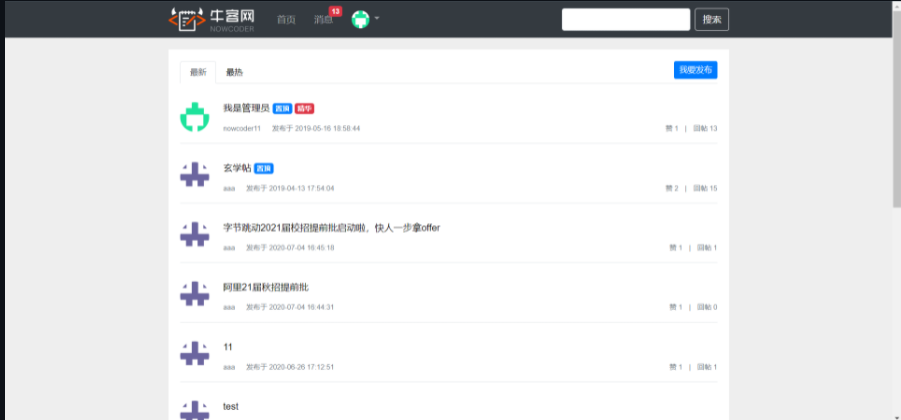 牛客网
NOWCODER
首页 消息 13 搜索
最新 最热 我要发布
我是管理员 置顶 精华
nowcoder11 发布于 2019-05-16 18:58:44 赞 1 | 回帖 13
玄学帖 置顶
aaa 发布于 2019-04-13 17:54:04 赞 2 | 回帖 15
字节跳动2021届校招提前批启动啦，快人一步拿offer
aaa 发布于 2020-07-04 16:45:18 赞 1 | 回帖 1
阿里21届秋招提前批
aaa 发布于 2020-07-04 16:44:31 赞 1 | 回帖 0
11
aaa 发布于 2020-06-26 17:12:51 赞 1 | 回帖 1
test